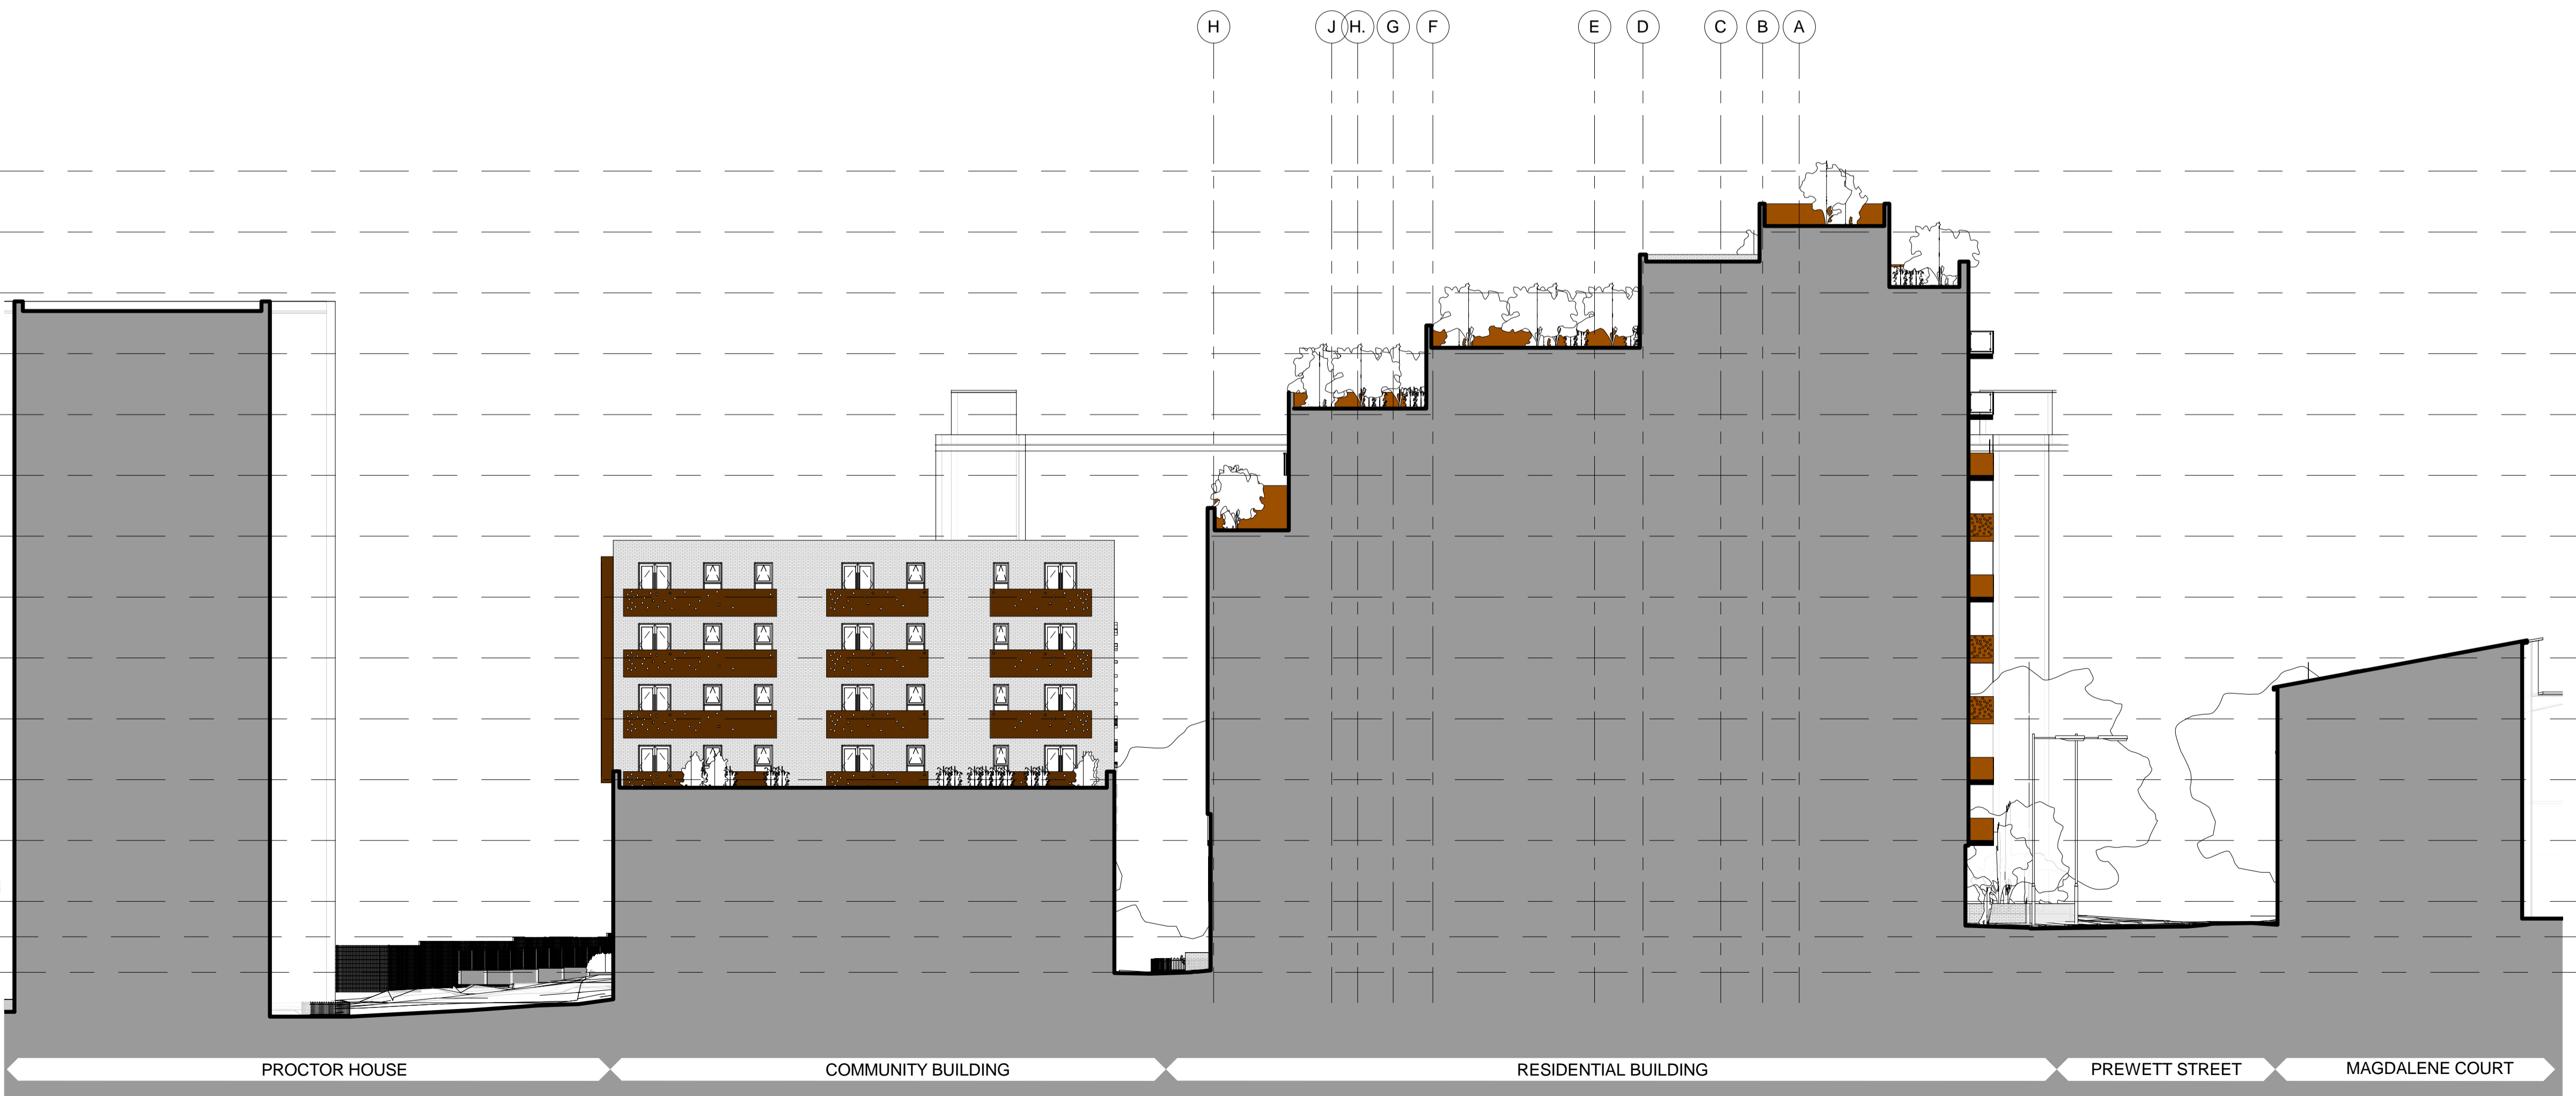 H J H. G F E D C B A
PROCTOR HOUSE COMMUNITY BUILDING RESIDENTIAL BUILDING PREWETT STREET MAGDALENE COURT